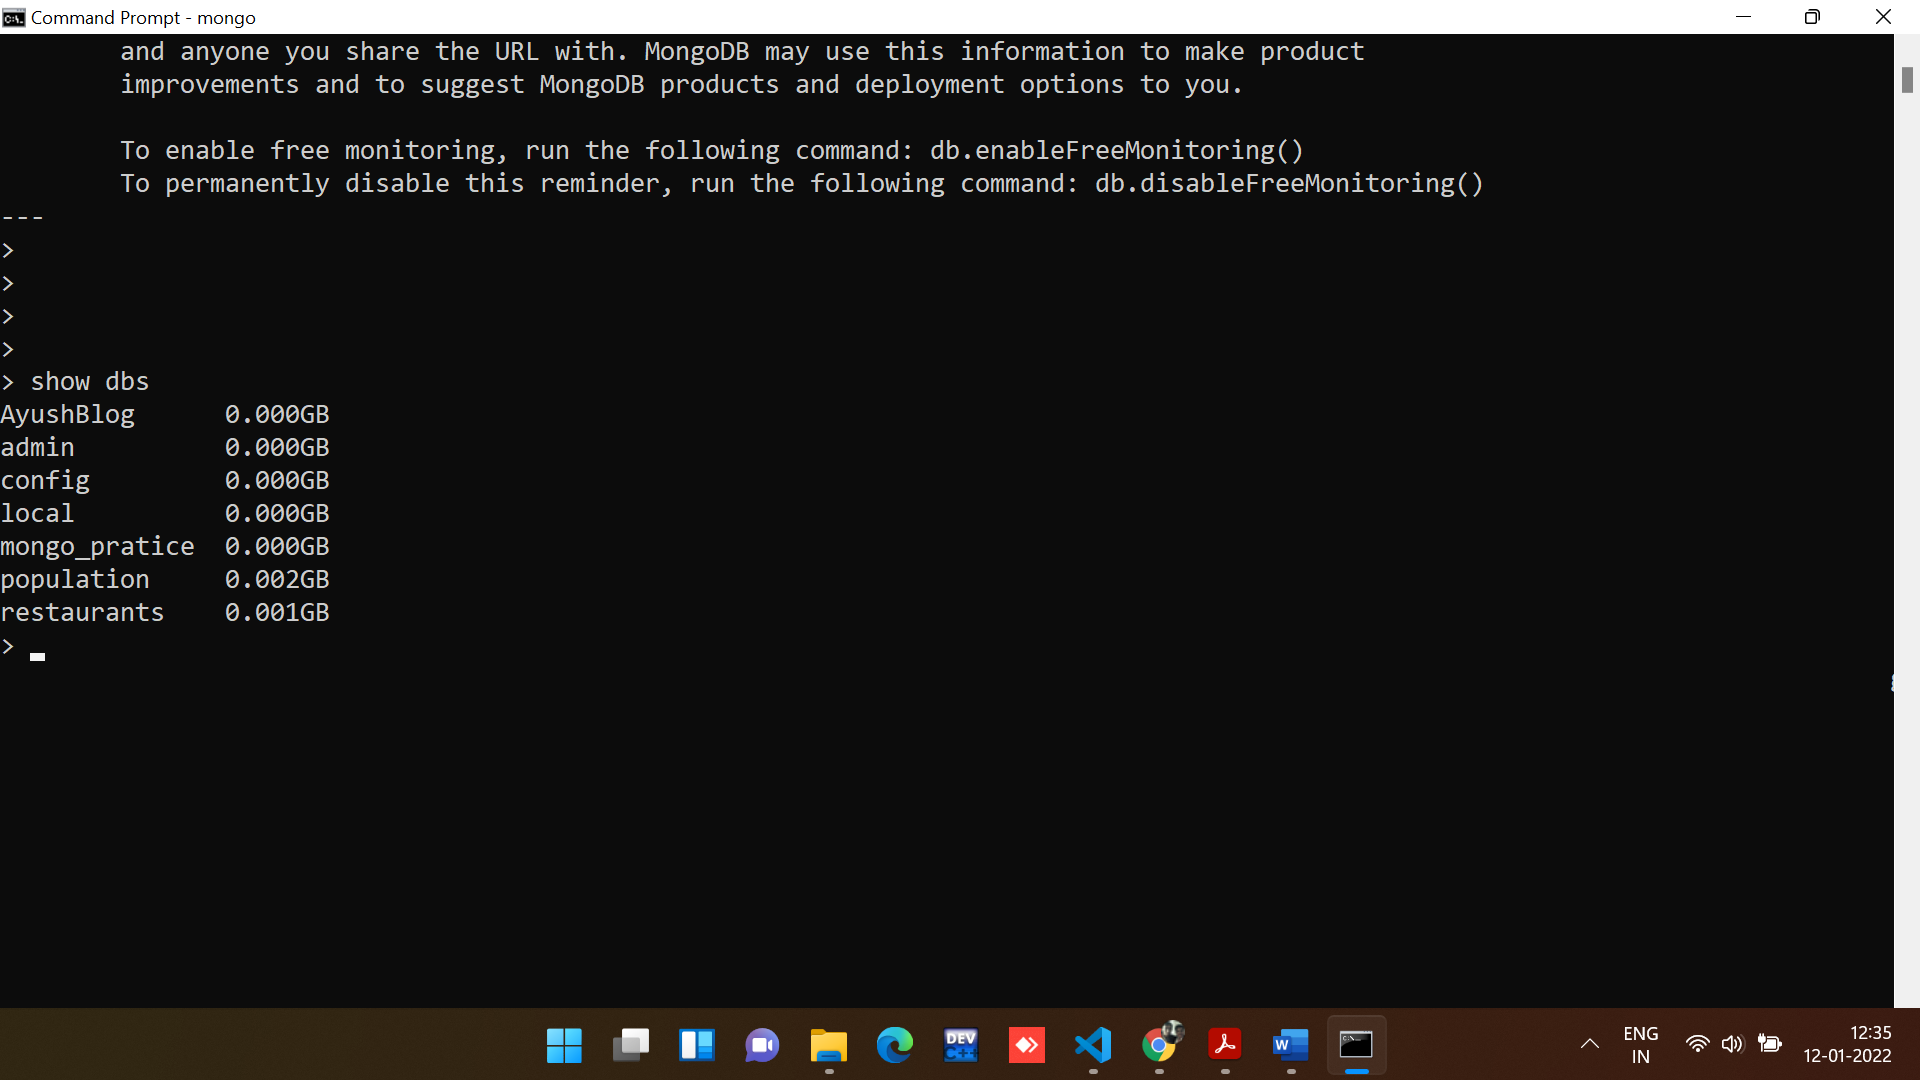 Command Prompt - mongo
and anyone you share the URL with. MongoDB may use this information to make product
improvements and to suggest MongoDB products and deployment options to you.
To enable free monitoring, run the following command: db.enableFreeMonitoring()
To permanently disable this reminder, run the following command: db.disableFreeMonitoring()
---
>
>
>
>
> show dbs
AyushBlog 0.000GB
admin 0.000GB
config 0.000GB
local 0.000GB
mongo_pratice 0.000GB
population 0.002GB
restaurants 0.001GB
>
DEV
C++
W
ENG
IN
12:35
12-01-2022